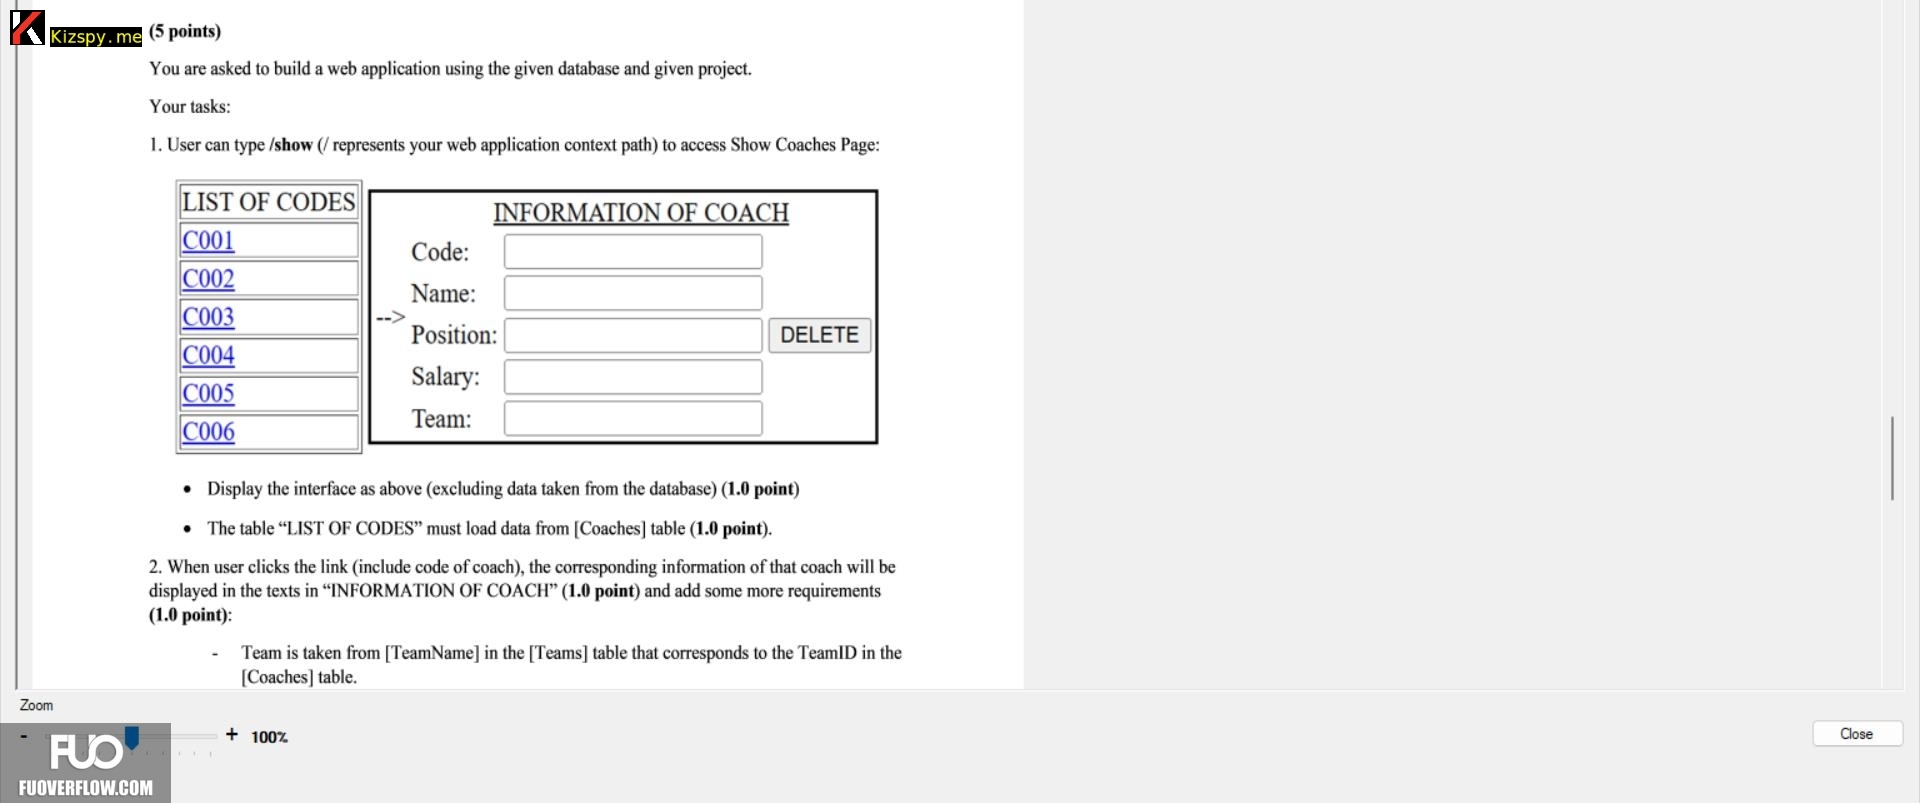 Kizspy.me
(5 points)
You are asked to build a web application using the given database and given project.
Your tasks:
1. User can type /show (/ represents your web application context path) to access Show Coaches Page:
LIST OF CODES
C001
C002
C003
C004
C005
C006
INFORMATION OF COACH
Code:
Name:
--> Position: DELETE
Salary:
Team:
• Display the interface as above (excluding data taken from the database) (1.0 point)
• The table “LIST OF CODES” must load data from [Coaches] table (1.0 point).
2. When user clicks the link (include code of coach), the corresponding information of that coach will be
displayed in the texts in “INFORMATION OF COACH” (1.0 point) and add some more requirements
(1.0 point):
- Team is taken from [TeamName] in the [Teams] table that corresponds to the TeamID in the
[Coaches] table.
Zoom
- + 100%
Close
FUO
FUOVERFLOW.COM